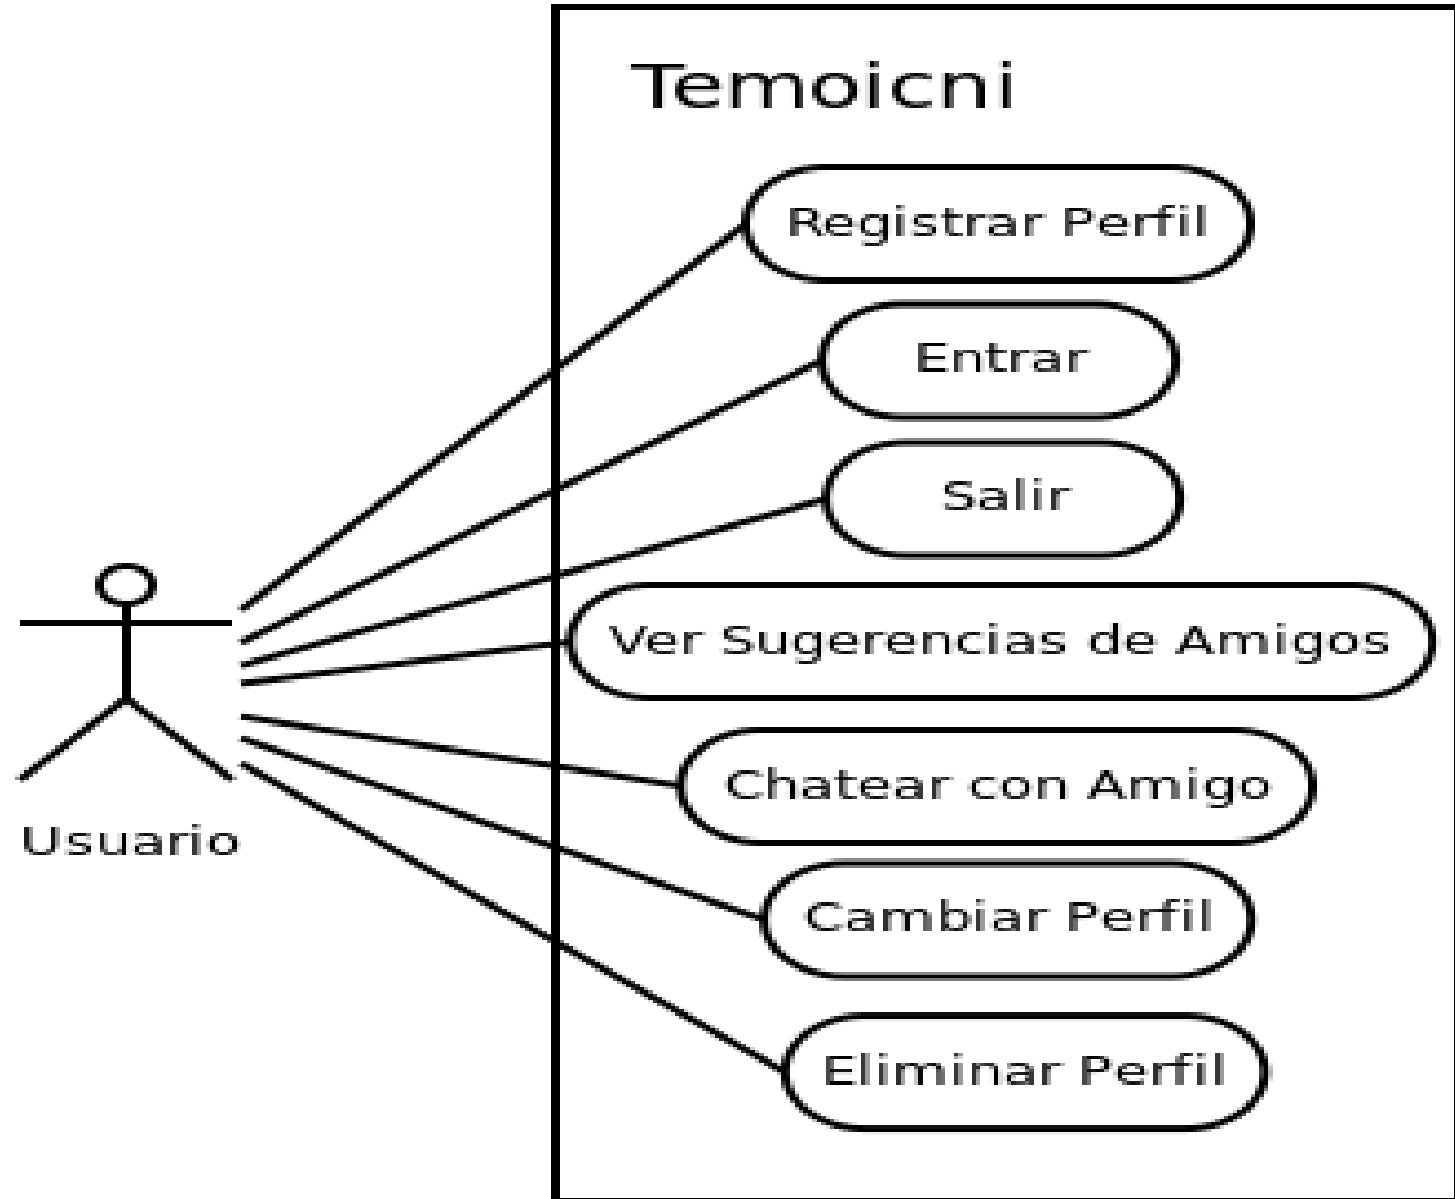 Temoicni
Registrar Perfil
Entrar
Salir
Ver Sugerencias de Amigos
Chatear con Amigo
Usuario
Cambiar Perfil
Eliminar Perfil